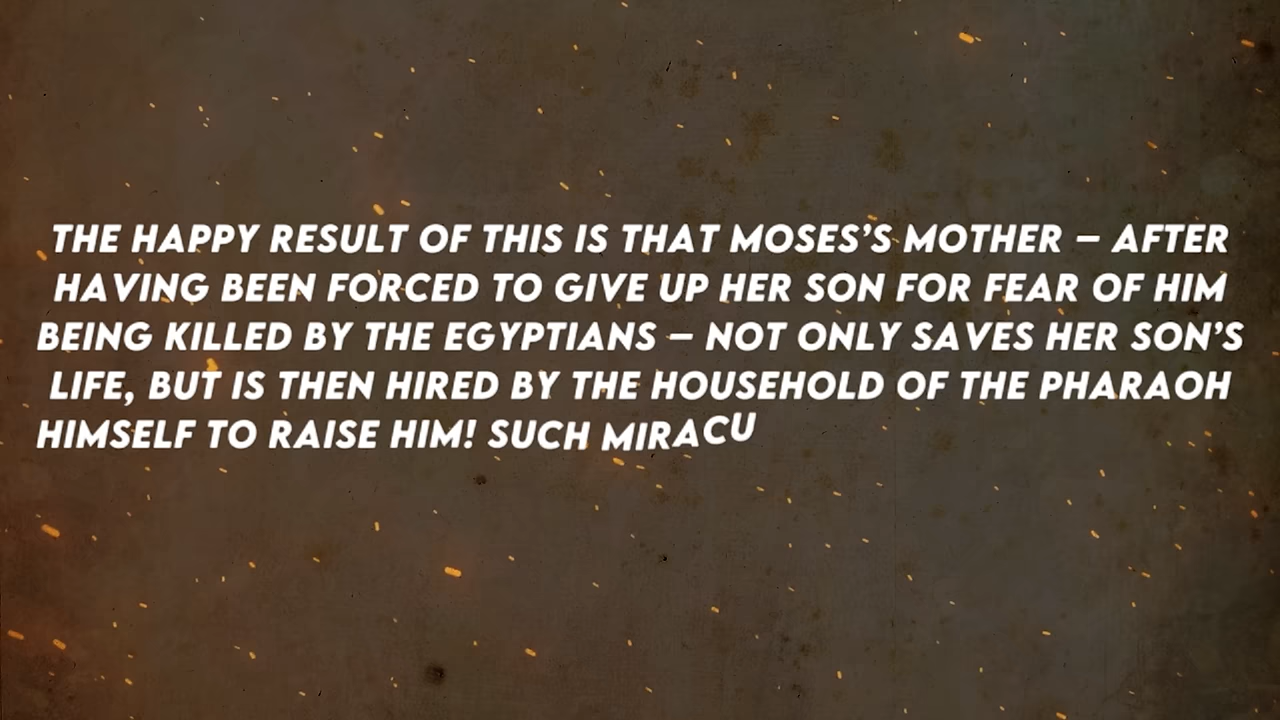 THE HAPPY RESULT OF THIS IS THAT MOSES’S MOTHER – AFTER
HAVING BEEN FORCED TO GIVE UP HER SON FOR FEAR OF HIM
BEING KILLED BY THE EGYPTIANS – NOT ONLY SAVES HER SON’S
LIFE, BUT IS THEN HIRED BY THE HOUSEHOLD OF THE PHARAOH
HIMSELF TO RAISE HIM! SUCH MIRACU